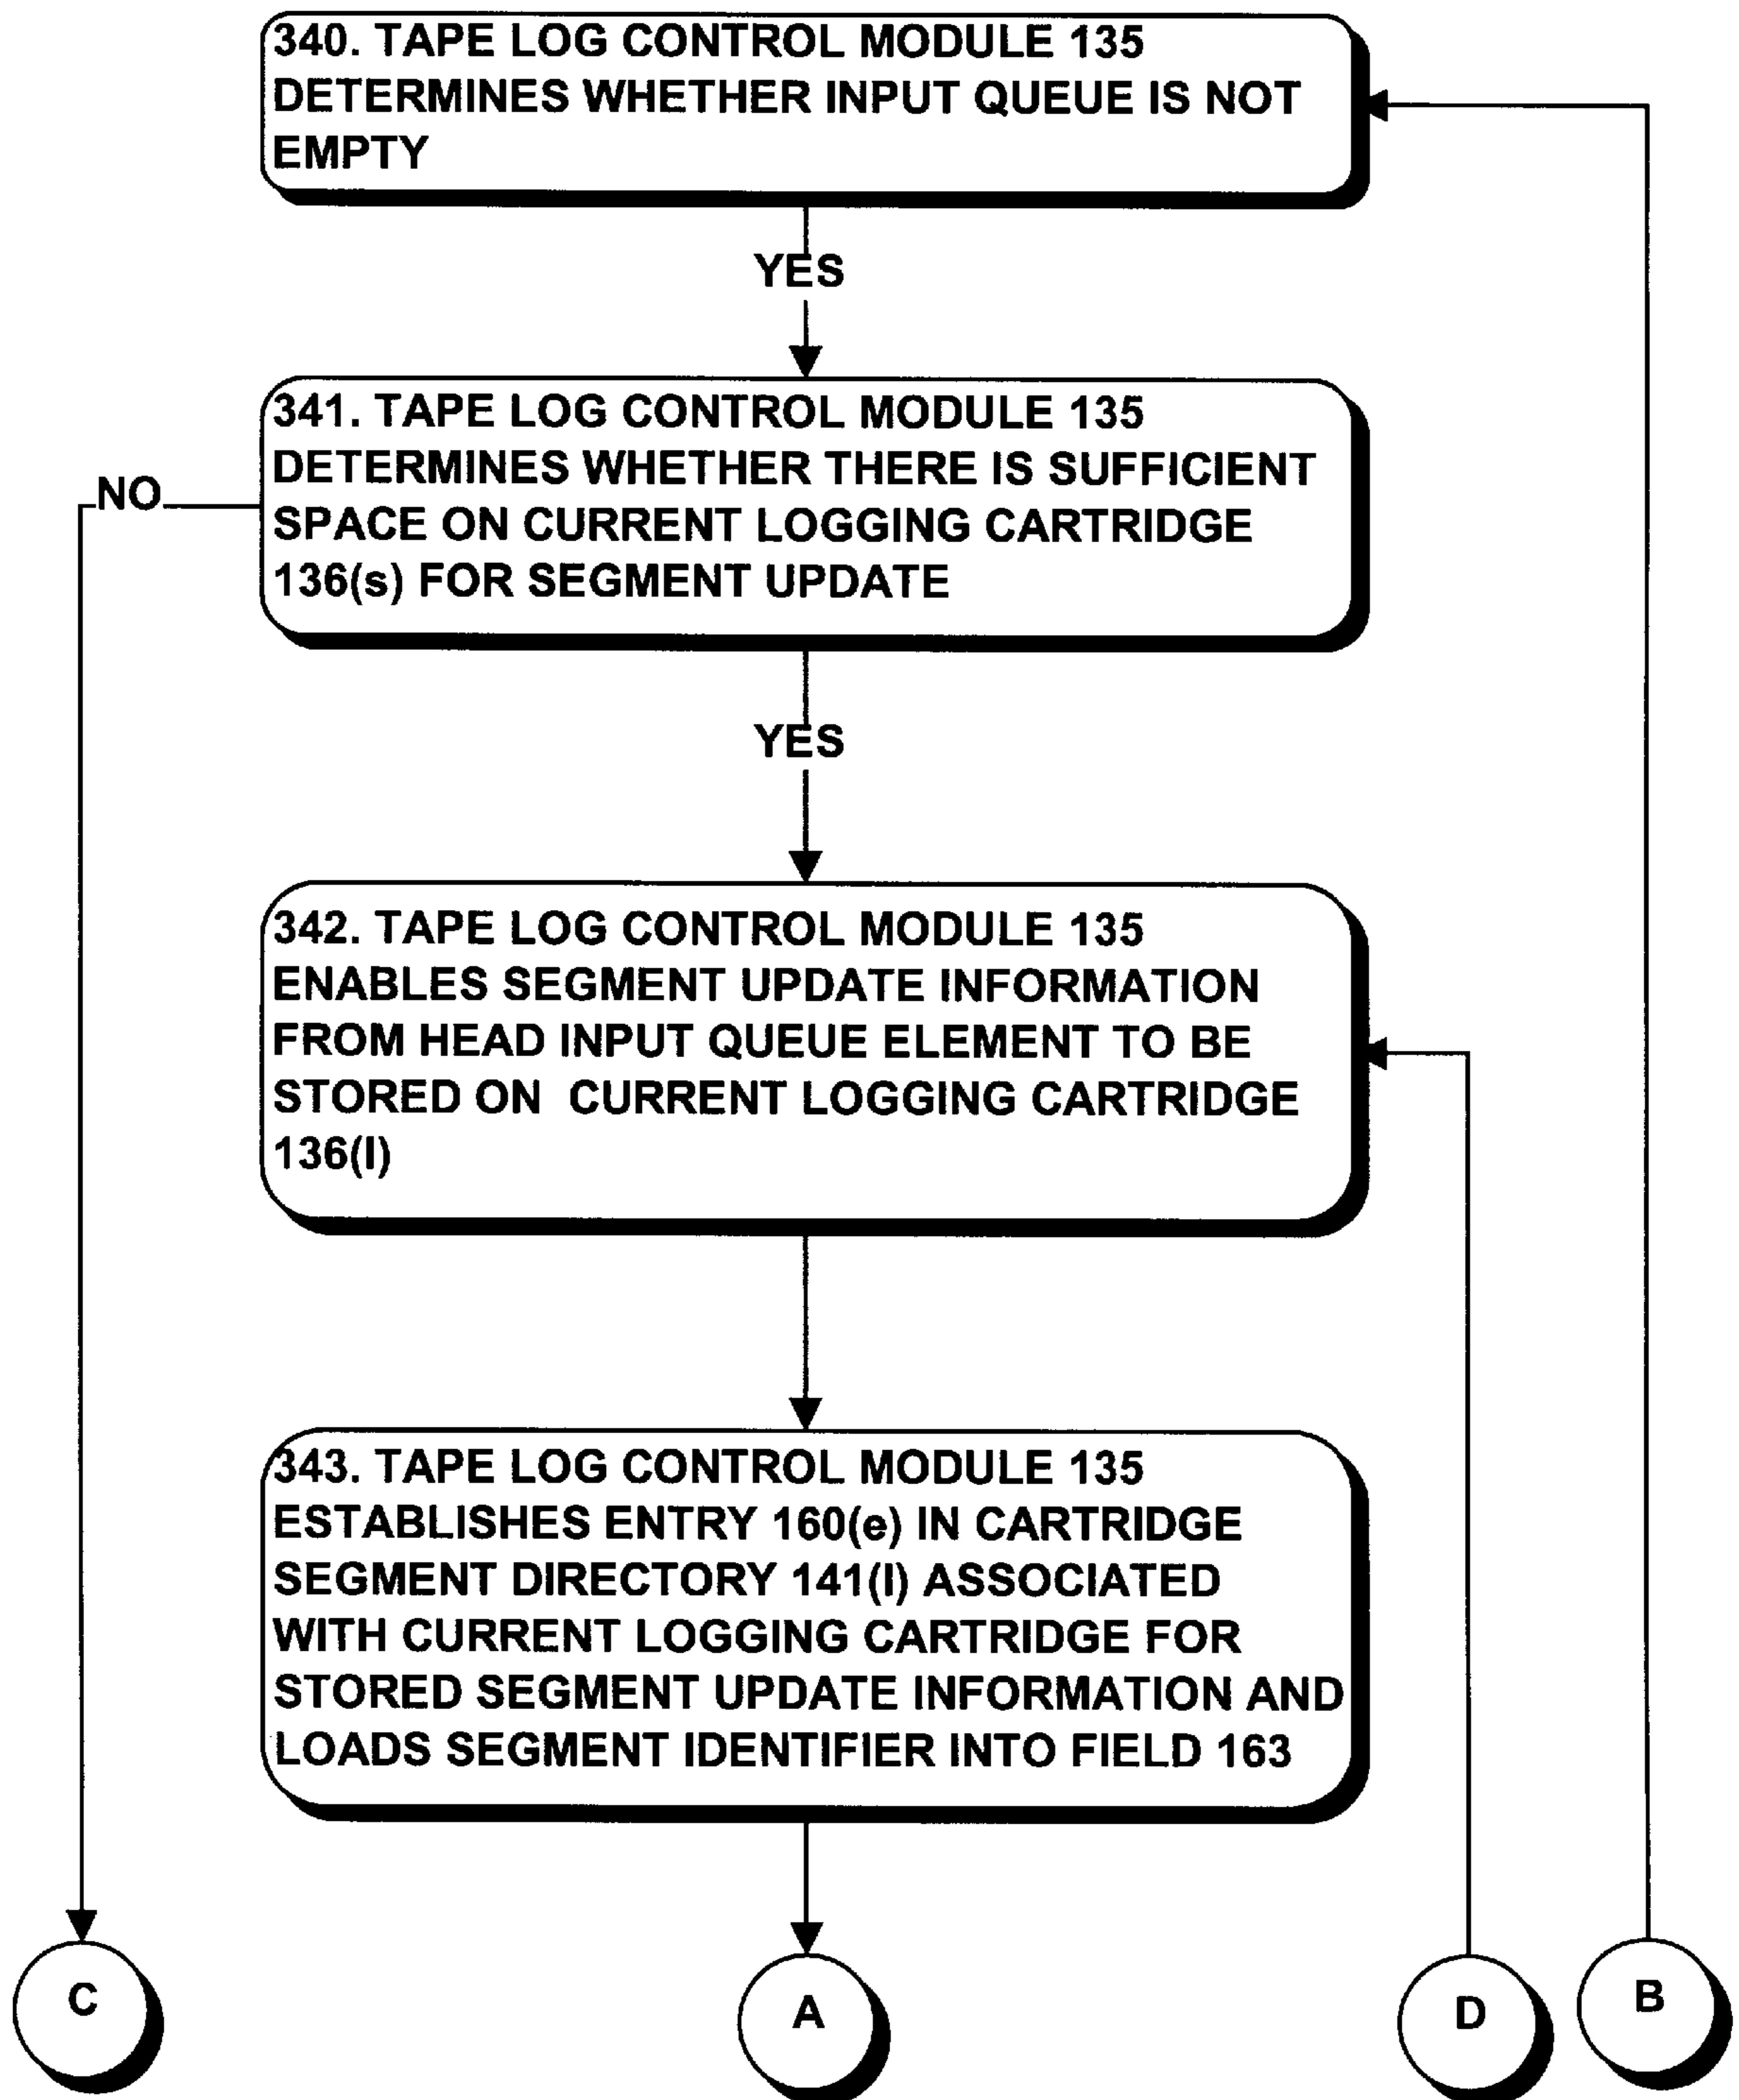 340. TAPE LOG CONTROL MODULE 135
DETERMINES WHETHER INPUT QUEUE IS NOT
EMPTY
YES
341. TAPE LOG CONTROL MODULE 135
DETERMINES WHETHER THERE IS SUFFICIENT
SPACE ON CURRENT LOGGING CARTRIDGE
136(s) FOR SEGMENT UPDATE
NO
YES
342. TAPE LOG CONTROL MODULE 135
ENABLES SEGMENT UPDATE INFORMATION
FROM HEAD INPUT QUEUE ELEMENT TO BE
STORED ON CURRENT LOGGING CARTRIDGE
136(l)
343. TAPE LOG CONTROL MODULE 135
ESTABLISHES ENTRY 160(e) IN CARTRIDGE
SEGMENT DIRECTORY 141(l) ASSOCIATED
WITH CURRENT LOGGING CARTRIDGE FOR
STORED SEGMENT UPDATE INFORMATION AND
LOADS SEGMENT IDENTIFIER INTO FIELD 163
C
A
D
B